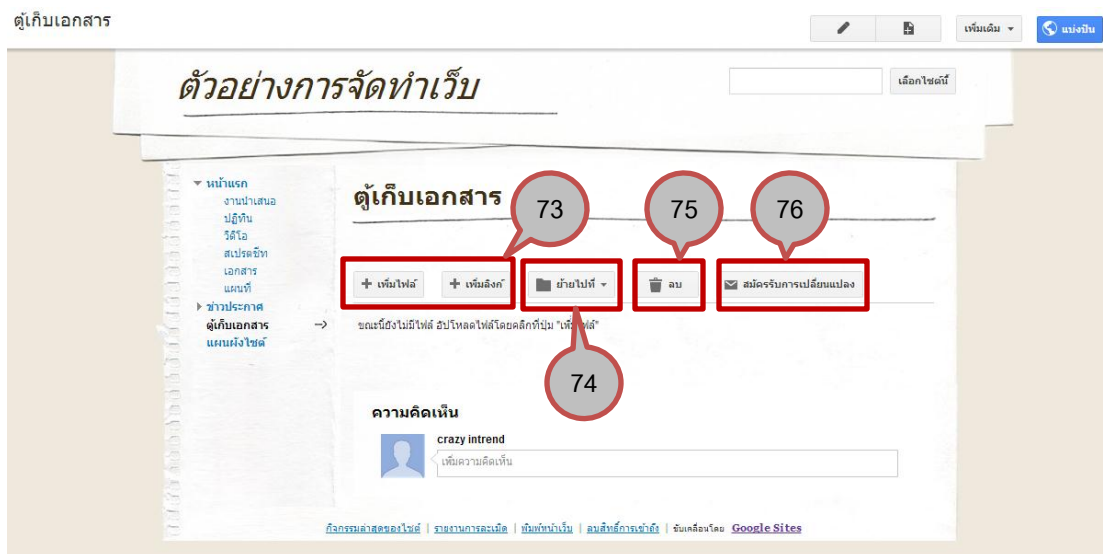 ตู้เก็บเอกสาร
เพิ่มเติม
แบ่งปัน
ตัวอย่างการจัดทำเว็บ
เลือกไซต์นี้
หน้าแรก
งานนำเสนอ
ปฏิทิน
วิดีโอ
สเปรดชีท
เอกสาร
แผนที่
ข่าวประกาศ
ตู้เก็บเอกสาร
แผนผังไซต์
ตู้เก็บเอกสาร
73
75
76
+ เพิ่มไฟล์
+ เพิ่มลิงก์
ย้ายไปที่
ลบ
สมัครรับการเปลี่ยนแปลง
ขณะนี้ยังไม่มีไฟล์ อัปโหลดไฟล์โดยคลิกที่ปุ่ม "เพิ่มไฟล์"
74
ความคิดเห็น
crazy intrend
เพิ่มความคิดเห็น
กิจกรรมล่าสุดของไซต์ | รายงานการละเมิด | พิมพ์หน้าเว็บ | ลบสิทธิ์การเข้าถึง | ขับเคลื่อนโดย Google Sites